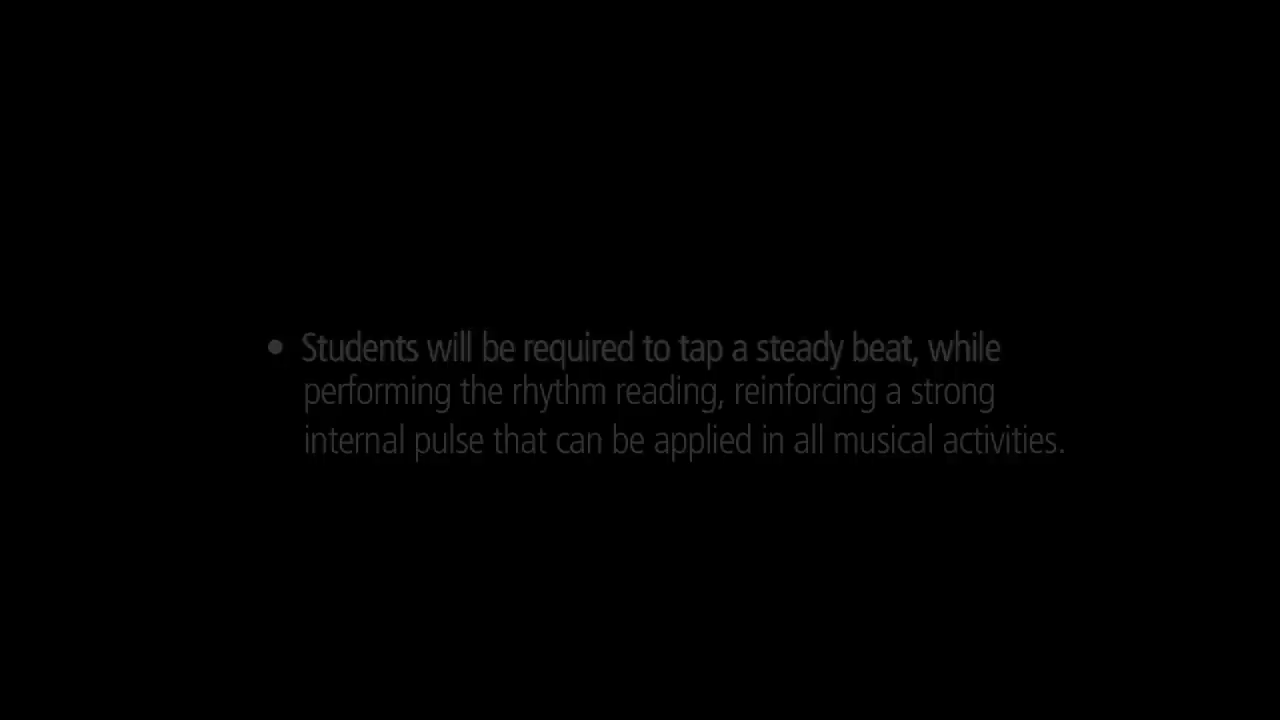 • Students will be required to tap a steady beat, while
performing the rhythm reading, reinforcing a strong
internal pulse that can be applied in all musical activities.